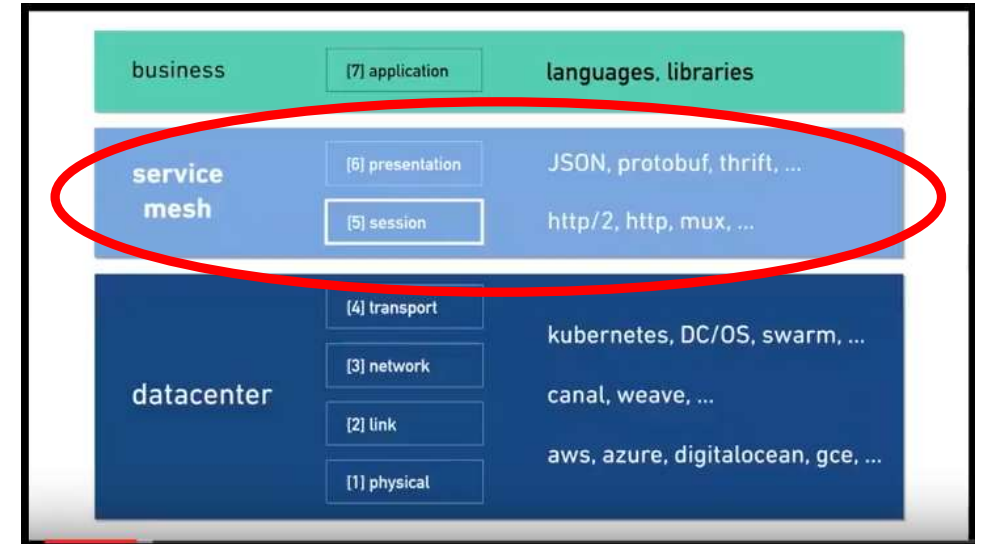 business [7] application languages, libraries
service mesh
[6] presentation JSON, protobuf, thrift, ...
[5] session http/2, http, mux, ...
datacenter
[4] transport
[3] network
[2] link
[1] physical
kubernetes, DC/OS, swarm, ...
canal, weave, ...
aws, azure, digitalocean, gce, ...